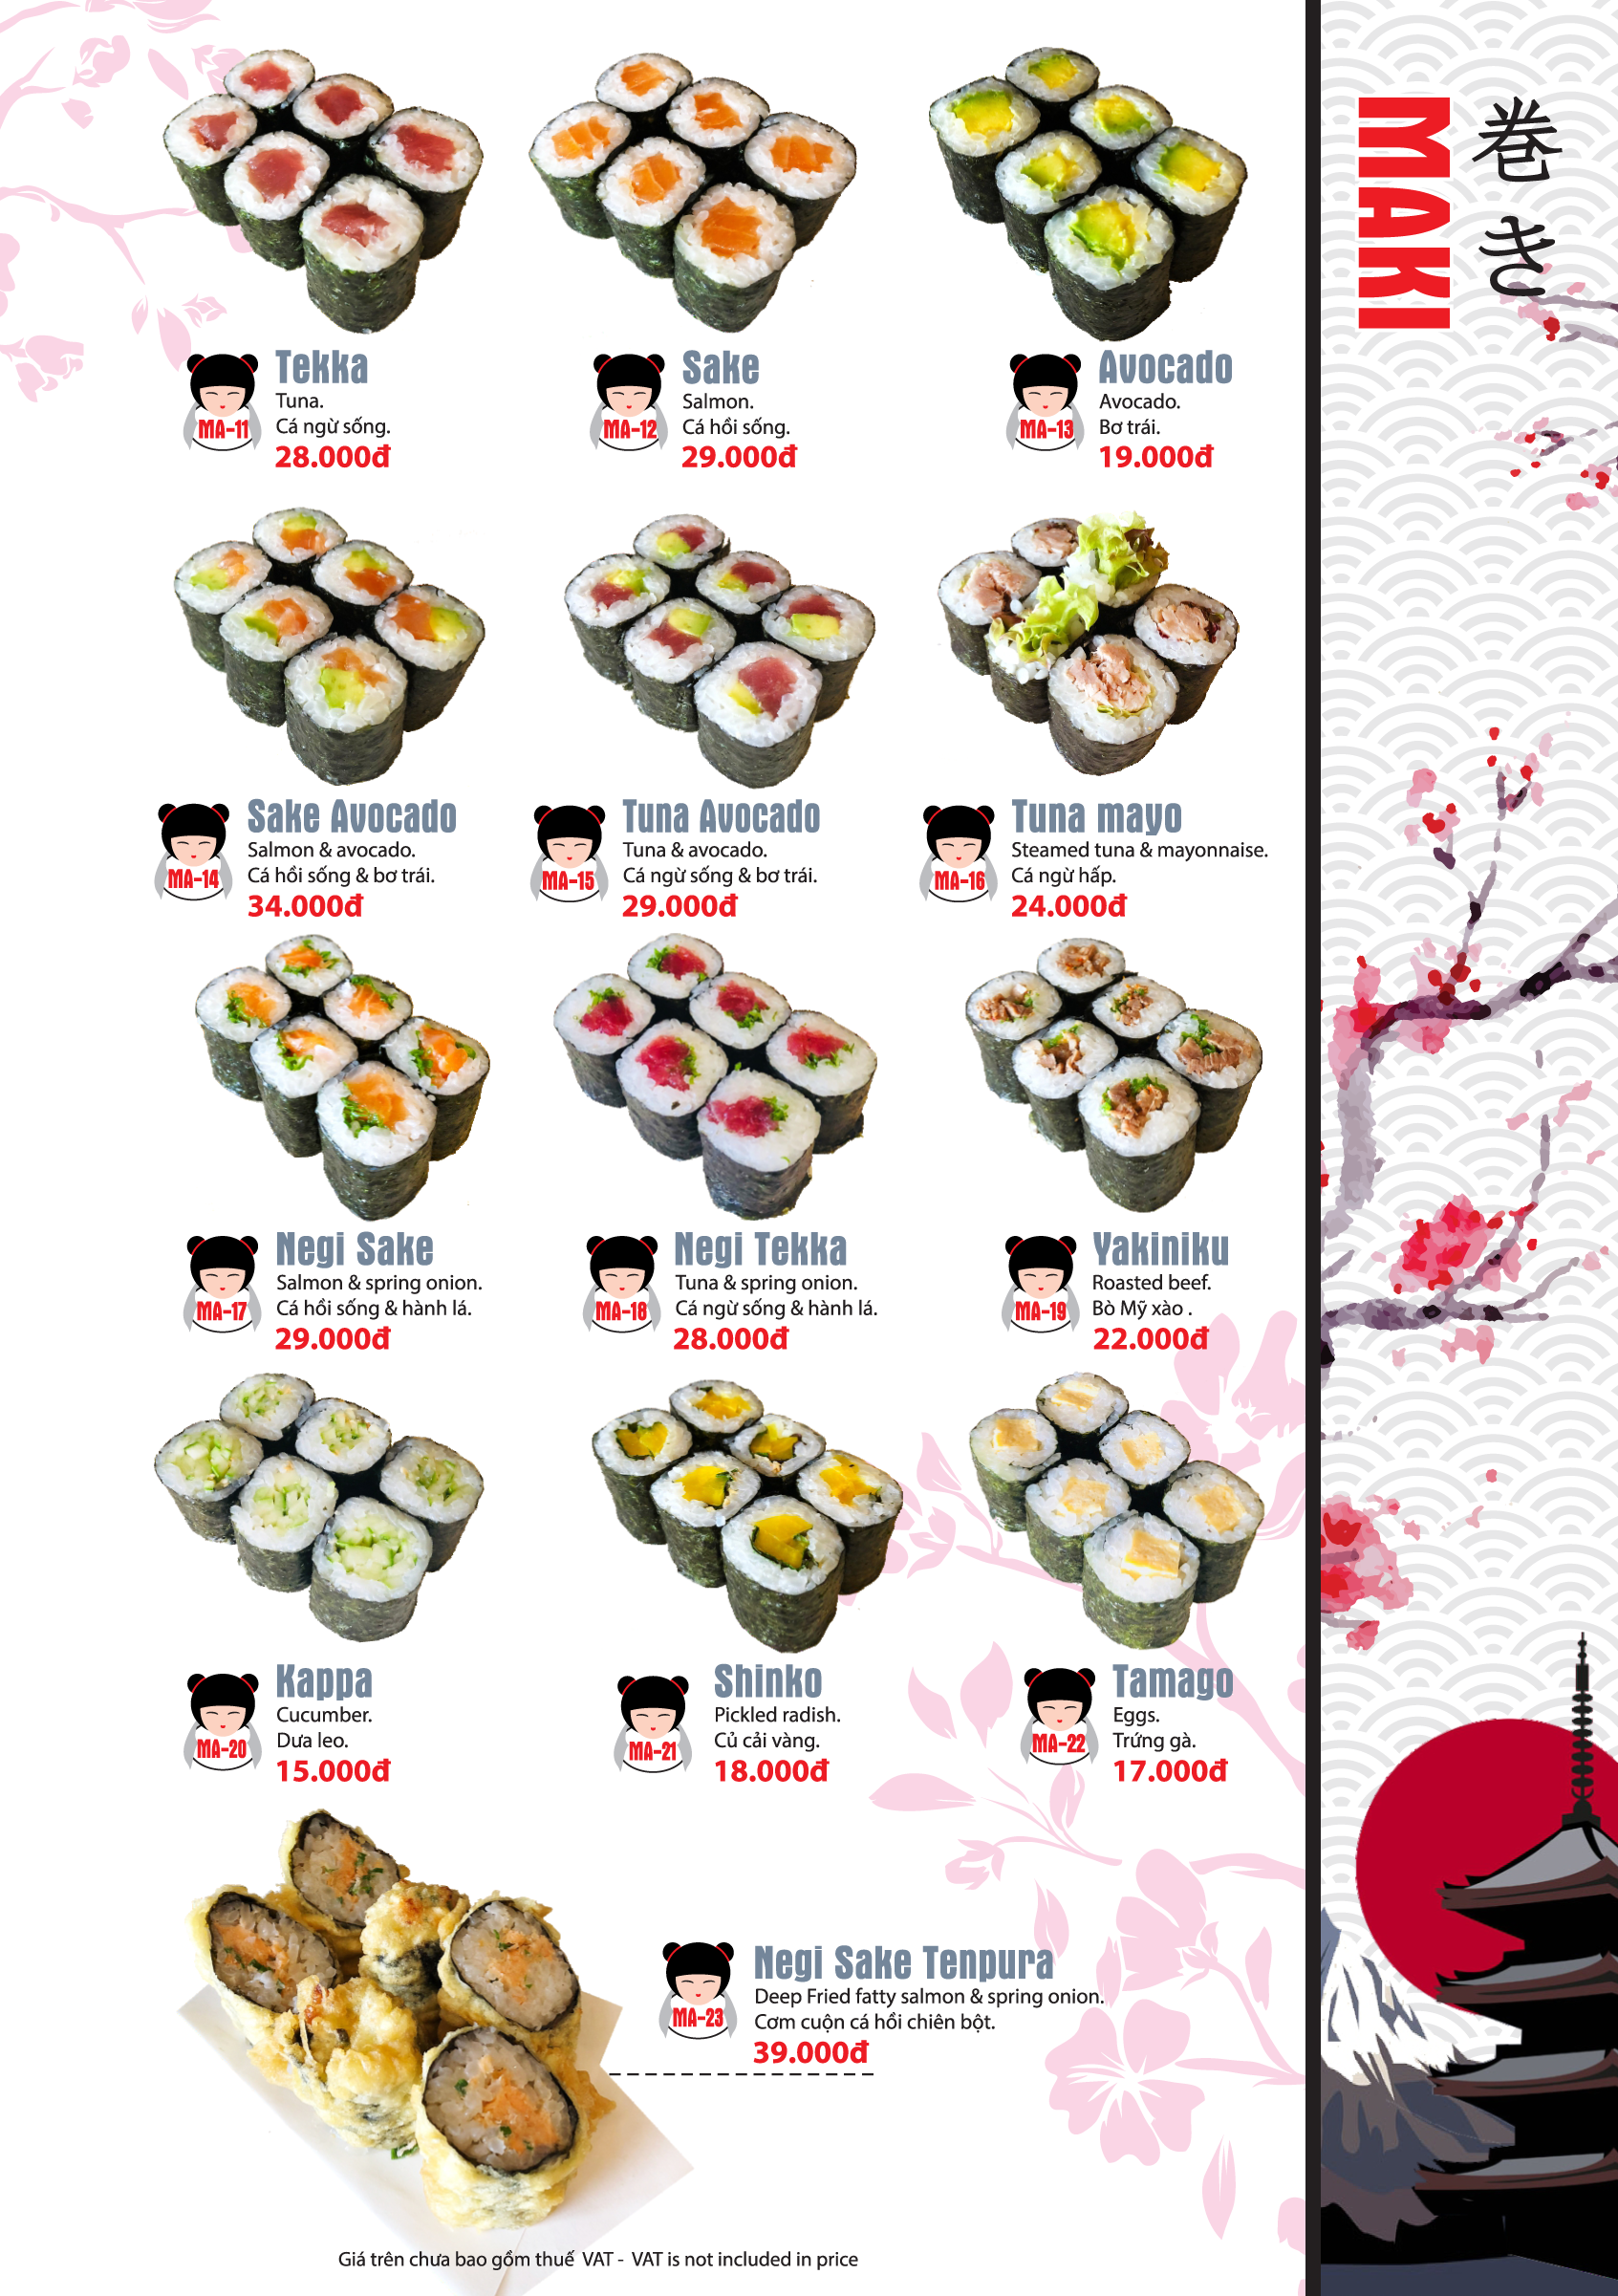 MAKI
巻き
Tekka
Tuna.
Cá ngừ sống.
28.000đ
MA-11
Sake
Salmon.
Cá hồi sống.
29.000đ
MA-12
Avocado
Avocado.
Bơ trái.
19.000đ
MA-13
Sake Avocado
Salmon & avocado.
Cá hồi sống & bơ trái.
34.000đ
MA-14
Tuna Avocado
Tuna & avocado.
Cá ngừ sống & bơ trái.
29.000đ
MA-15
Tuna mayo
Steamed tuna & mayonnaise.
Cá ngừ hấp.
24.000đ
MA-16
Negi Sake
Salmon & spring onion.
Cá hồi sống & hành lá.
29.000đ
MA-17
Negi Tekka
Tuna & spring onion.
Cá ngừ sống & hành lá.
28.000đ
MA-18
Yakiniku
Roasted beef.
Bò Mỹ xào .
22.000đ
MA-19
Kappa
Cucumber.
Dưa leo.
15.000đ
MA-20
Shinko
Pickled radish.
Củ cải vàng.
18.000đ
MA-21
Tamago
Eggs.
Trứng gà.
17.000đ
MA-22
Negi Sake Tenpura
Deep Fried fatty salmon & spring onion.
Cơm cuộn cá hồi chiên bột.
39.000đ
MA-23
Giá trên chưa bao gồm thuế VAT - VAT is not included in price